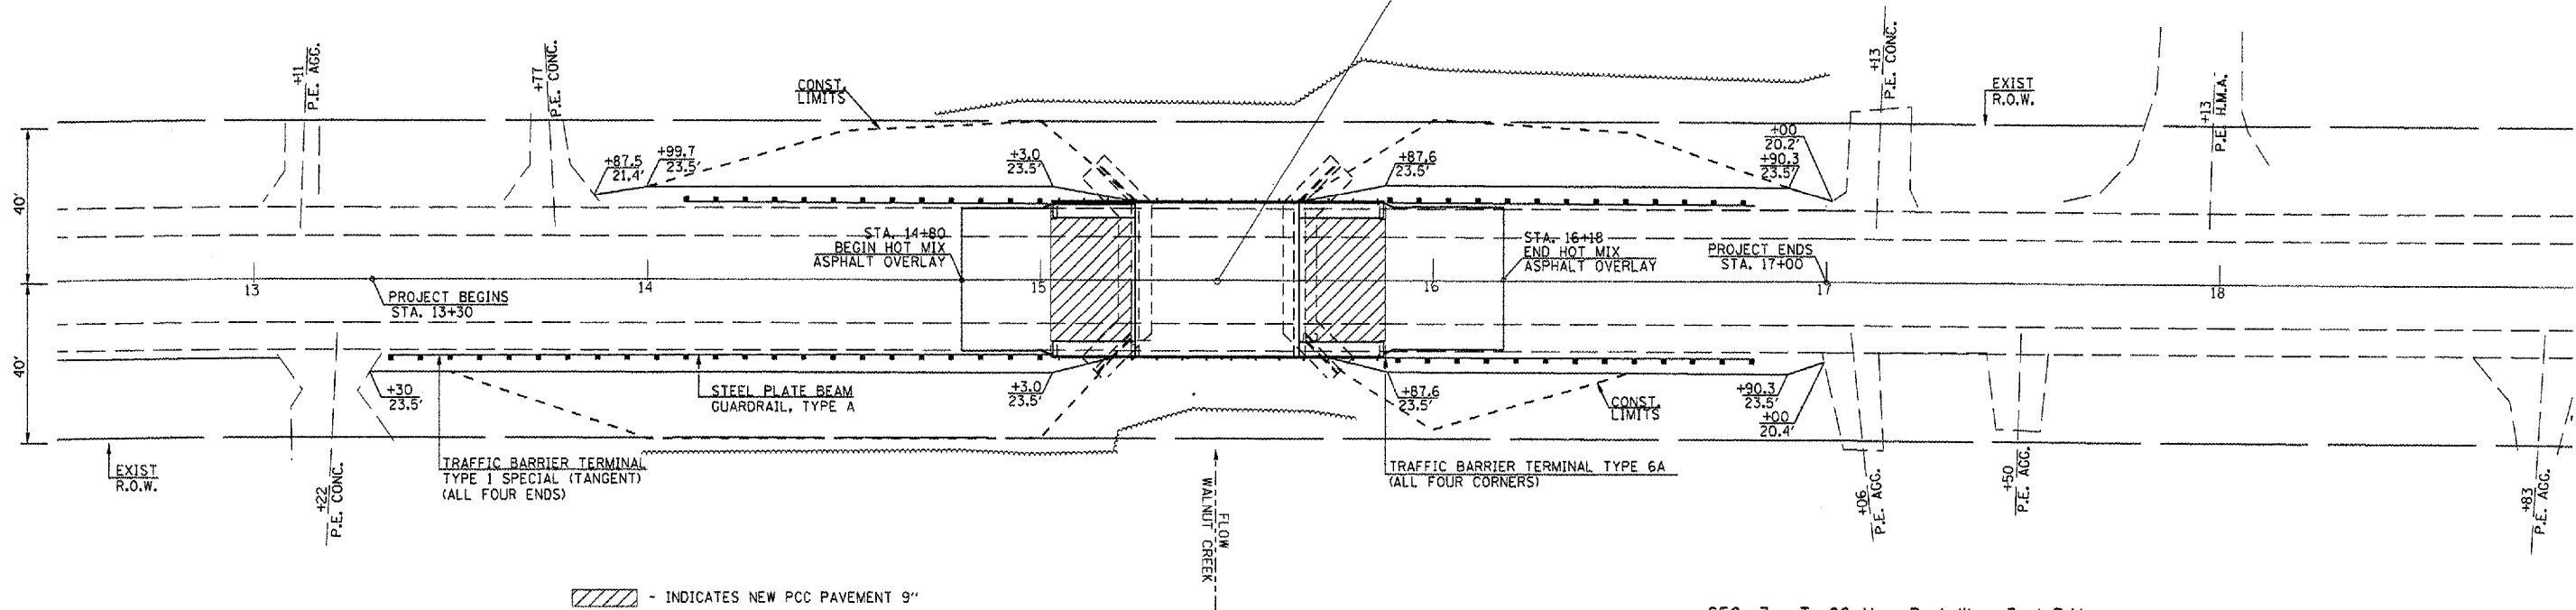 +11
P.E. AGG.
+77
P.E. CONC.
CONST.
LIMITS
+13
P.E. CONC.
EXIST
R.O.W.
+13
P.E. H.M.A.
40'
+87.5
21.4'
+99.7
23.5'
+3.0
23.5'
+87.6
23.5'
+00
20.2'
+90.3
23.5'
STA. 14+80
BEGIN HOT MIX
ASPHALT OVERLAY
STA. 16+18
END HOT MIX
ASPHALT OVERLAY
PROJECT ENDS
STA. 17+00
13
14
15
16
17
18
PROJECT BEGINS
STA. 13+30
40'
+30
23.5'
STEEL PLATE BEAM
GUARDRAIL, TYPE A
+3.0
23.5'
+87.6
23.5'
CONST.
LIMITS
+90.3
23.5'
+00
20.4'
EXIST
R.O.W.
+22
P.E. CONC.
TRAFFIC BARRIER TERMINAL
TYPE 1 SPECIAL (TANGENT)
(ALL FOUR ENDS)
TRAFFIC BARRIER TERMINAL TYPE 6A
(ALL FOUR CORNERS)
+06
P.E. AGG.
+50
P.E. AGG.
+83
P.E. AGG.
FLOW
WALNUT CREEK
- INDICATES NEW PCC PAVEMENT 9"